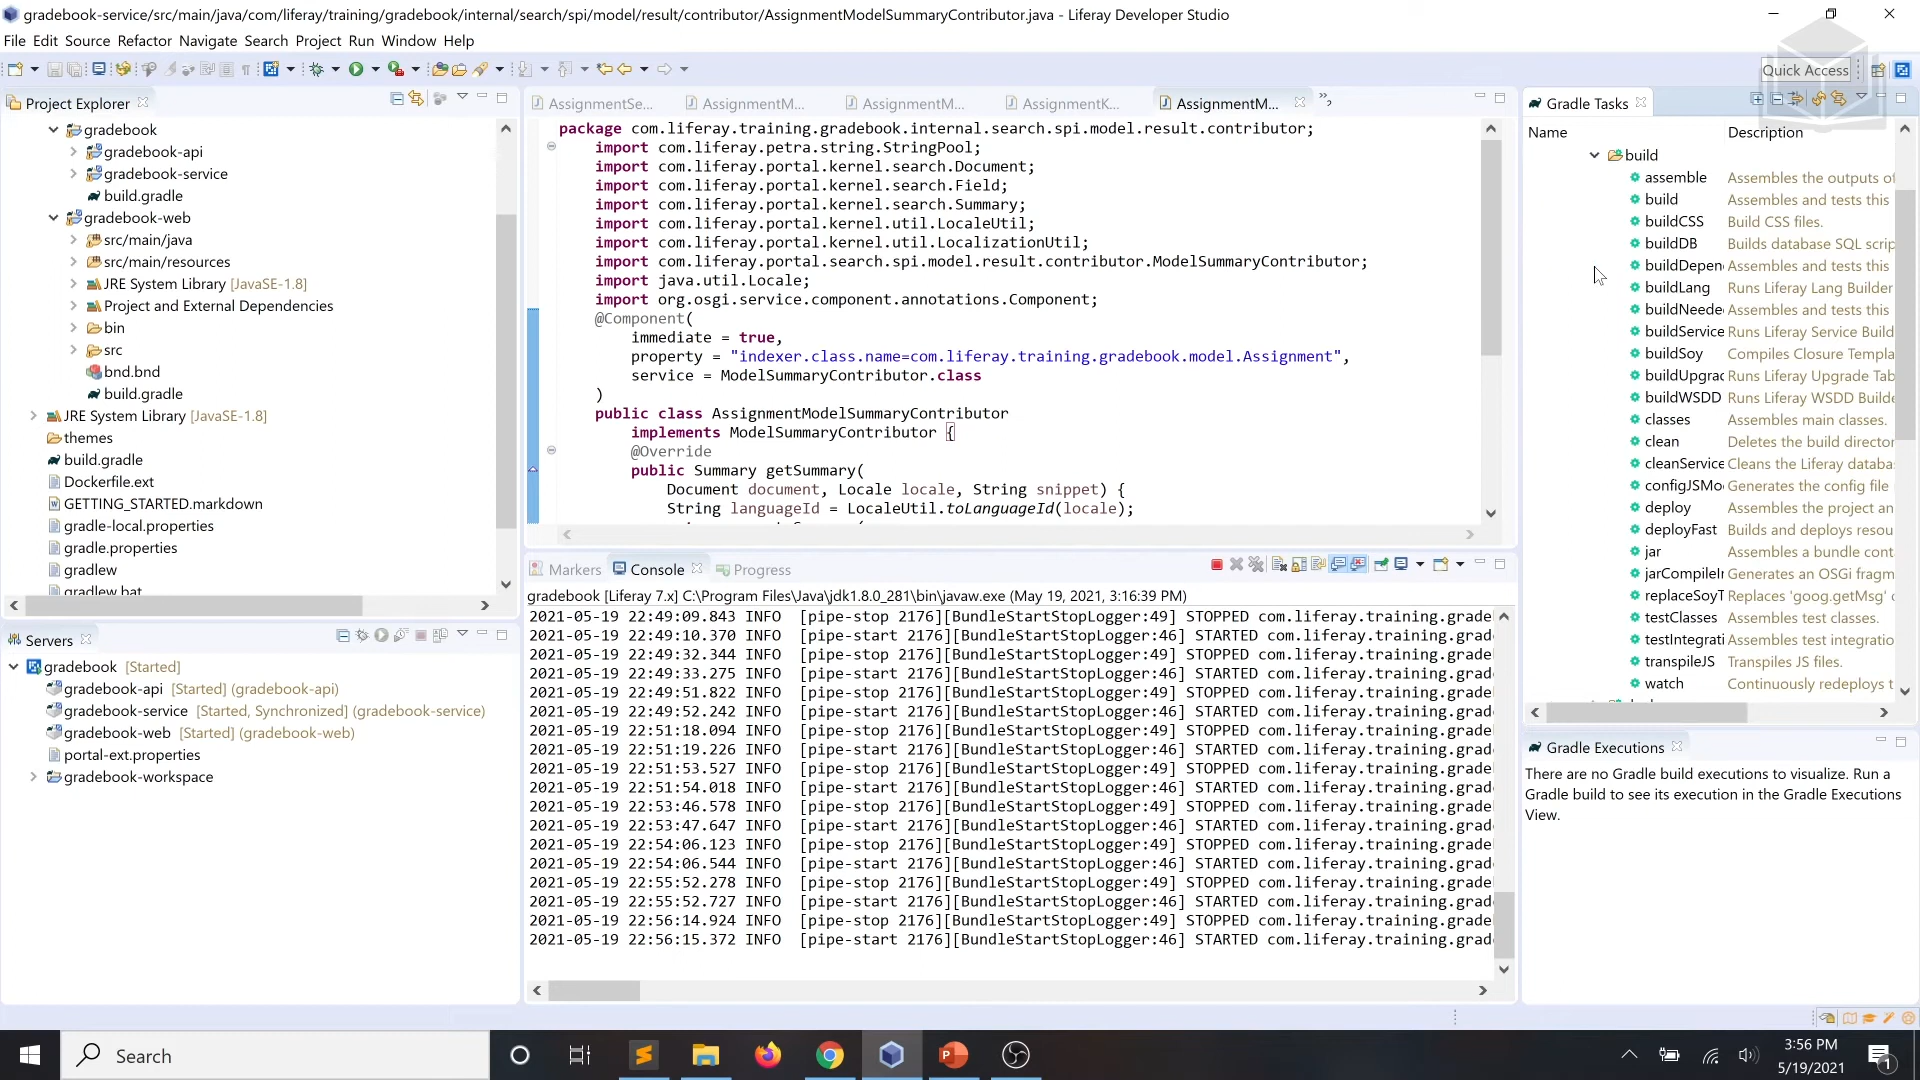 gradebook-service/src/main/java/com/liferay/training/gradebook/internal/search/spi/model/result/contributor/AssignmentModelSummaryContributor.java - Liferay Developer Studio
File Edit Source Refactor Navigate Search Project Run Window Help
Quick Access
Project Explorer
gradebook
gradebook-api
gradebook-service
build.gradle
gradebook-web
src/main/java
src/main/resources
JRE System Library [JavaSE-1.8]
Project and External Dependencies
bin
src
bnd.bnd
build.gradle
JRE System Library [JavaSE-1.8]
themes
build.gradle
Dockerfile.ext
GETTING_STARTED.markdown
gradle-local.properties
gradle.properties
gradlew
gradlew.bat
Servers
gradebook [Started]
gradebook-api [Started] (gradebook-api)
gradebook-service [Started, Synchronized] (gradebook-service)
gradebook-web [Started] (gradebook-web)
portal-ext.properties
gradebook-workspace
AssignmentSe... AssignmentM... AssignmentM... AssignmentK... AssignmentM...
package com.liferay.training.gradebook.internal.search.spi.model.result.contributor;
import com.liferay.petra.string.StringPool;
import com.liferay.portal.kernel.search.Document;
import com.liferay.portal.kernel.search.Field;
import com.liferay.portal.kernel.search.Summary;
import com.liferay.portal.kernel.util.LocaleUtil;
import com.liferay.portal.kernel.util.LocalizationUtil;
import com.liferay.portal.search.spi.model.result.contributor.ModelSummaryContributor;
import java.util.Locale;
import org.osgi.service.component.annotations.Component;
@Component(
immediate = true,
property = "indexer.class.name=com.liferay.training.gradebook.model.Assignment",
service = ModelSummaryContributor.class
)
public class AssignmentModelSummaryContributor
implements ModelSummaryContributor {
@Override
public Summary getSummary(
Document document, Locale locale, String snippet) {
String languageId = LocaleUtil.toLanguageId(locale);
Markers Console Progress
gradebook [Liferay 7.x] C:\Program Files\Java\jdk1.8.0_281\bin\javaw.exe (May 19, 2021, 3:16:39 PM)
2021-05-19 22:49:09.843 INFO [pipe-stop 2176][BundleStartStopLogger:49] STOPPED com.liferay.training.grade
2021-05-19 22:49:10.370 INFO [pipe-start 2176][BundleStartStopLogger:46] STARTED com.liferay.training.grad
2021-05-19 22:49:32.344 INFO [pipe-stop 2176][BundleStartStopLogger:49] STOPPED com.liferay.training.grade
2021-05-19 22:49:33.275 INFO [pipe-start 2176][BundleStartStopLogger:46] STARTED com.liferay.training.grad
2021-05-19 22:49:51.822 INFO [pipe-stop 2176][BundleStartStopLogger:49] STOPPED com.liferay.training.grade
2021-05-19 22:49:52.242 INFO [pipe-start 2176][BundleStartStopLogger:46] STARTED com.liferay.training.grad
2021-05-19 22:51:18.094 INFO [pipe-stop 2176][BundleStartStopLogger:49] STOPPED com.liferay.training.grade
2021-05-19 22:51:19.226 INFO [pipe-start 2176][BundleStartStopLogger:46] STARTED com.liferay.training.grad
2021-05-19 22:51:53.527 INFO [pipe-stop 2176][BundleStartStopLogger:49] STOPPED com.liferay.training.grade
2021-05-19 22:51:54.018 INFO [pipe-start 2176][BundleStartStopLogger:46] STARTED com.liferay.training.grad
2021-05-19 22:53:46.578 INFO [pipe-stop 2176][BundleStartStopLogger:49] STOPPED com.liferay.training.grade
2021-05-19 22:53:47.647 INFO [pipe-start 2176][BundleStartStopLogger:46] STARTED com.liferay.training.grad
2021-05-19 22:54:06.123 INFO [pipe-stop 2176][BundleStartStopLogger:49] STOPPED com.liferay.training.grade
2021-05-19 22:54:06.544 INFO [pipe-start 2176][BundleStartStopLogger:46] STARTED com.liferay.training.grad
2021-05-19 22:55:52.278 INFO [pipe-stop 2176][BundleStartStopLogger:49] STOPPED com.liferay.training.grade
2021-05-19 22:55:52.727 INFO [pipe-start 2176][BundleStartStopLogger:46] STARTED com.liferay.training.grad
2021-05-19 22:56:14.924 INFO [pipe-stop 2176][BundleStartStopLogger:49] STOPPED com.liferay.training.grade
2021-05-19 22:56:15.372 INFO [pipe-start 2176][BundleStartStopLogger:46] STARTED com.liferay.training.grad
Gradle Tasks
Name Description
build
assemble Assembles the outputs of
build Assembles and tests this
buildCSS Build CSS files.
buildDB Builds database SQL scrip
buildDepen Assembles and tests this
buildLang Runs Liferay Lang Builder
buildNeede Assembles and tests this
buildService Runs Liferay Service Build
buildSoy Compiles Closure Templa
buildUpgrad Runs Liferay Upgrade Tab
buildWSDD Runs Liferay WSDD Builde
classes Assembles main classes.
clean Deletes the build director
cleanService Cleans the Liferay databa
configJSMo Generates the config file
deploy Assembles the project an
deployFast Builds and deploys resou
jar Assembles a bundle cont
jarCompileIn Generates an OSGi fragm
replaceSoyT Replaces 'goog.getMsg' c
testClasses Assembles test classes.
testIntegrati Assembles test integratio
transpileJS Transpiles JS files.
watch Continuously redeploys t
Gradle Executions
There are no Gradle build executions to visualize. Run a
Gradle build to see its execution in the Gradle Executions
View.
Search
3:56 PM
5/19/2021
1